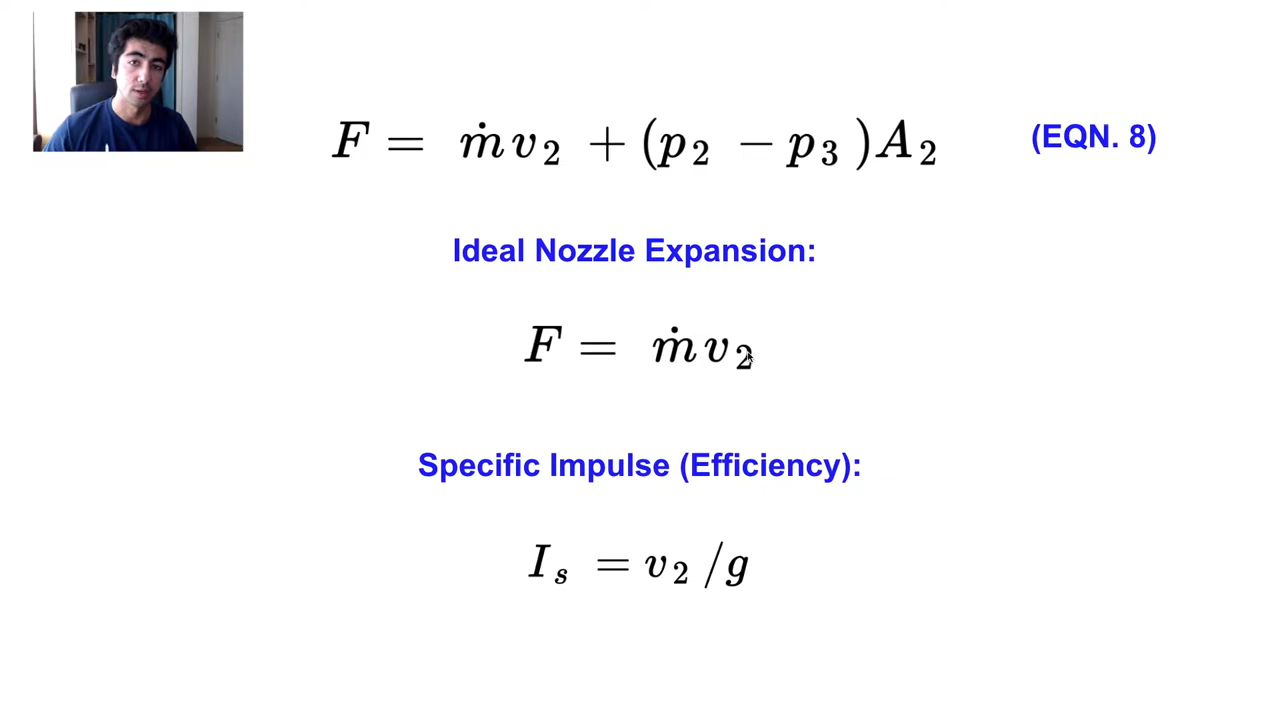 F = ṁv₂ + (p₂ − p₃)A₂ (EQN. 8)
Ideal Nozzle Expansion:
F = ṁv₂
Specific Impulse (Efficiency):
Iₛ = v₂/g